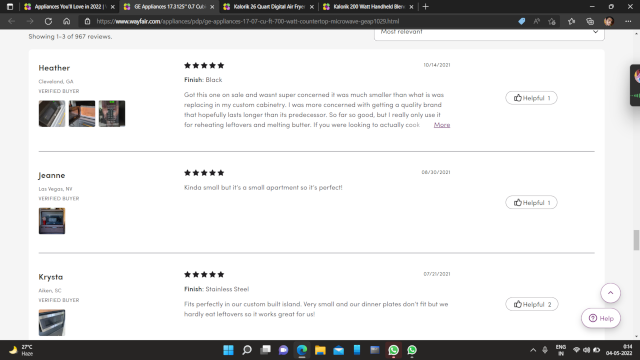 Appliances You'll Love in 2022 |
GE Appliances 17.3125" 0.7 Cu
Kalorik 26 Quart Digital Air Frye
Kalorik 200 Watt Handheld Blen
https://www.wayfair.com/appliances/pdp/ge-appliances-17-07-cu-ft-700-watt-countertop-microwave-geap1029.html
Showing 1-3 of 967 reviews.
Most relevant
Heather
10/14/2021
Cleveland, GA
Finish: Black
VERIFIED BUYER
Got this one on sale and wasnt super concerned it was much smaller than what is was
replacing in my custom cabinetry. I was more concerned with getting a quality brand
that hopefully lasts longer than its predecessor. So far so good, but I really only use it
for reheating leftovers and melting butter. If you were looking to actually cook
More
Helpful 1
Jeanne
08/30/2021
Las Vegas, NV
Kinda small but it's a small apartment so it's perfect!
VERIFIED BUYER
Helpful 1
Krysta
07/21/2021
Aiken, SC
Finish: Stainless Steel
VERIFIED BUYER
Fits perfectly in our custom built island. Very small and our dinner plates don't fit but we
hardly eat leftovers so it works great for us!
Helpful 2
Help
27°C
Haze
ENG
IN
0:14
04-05-2022